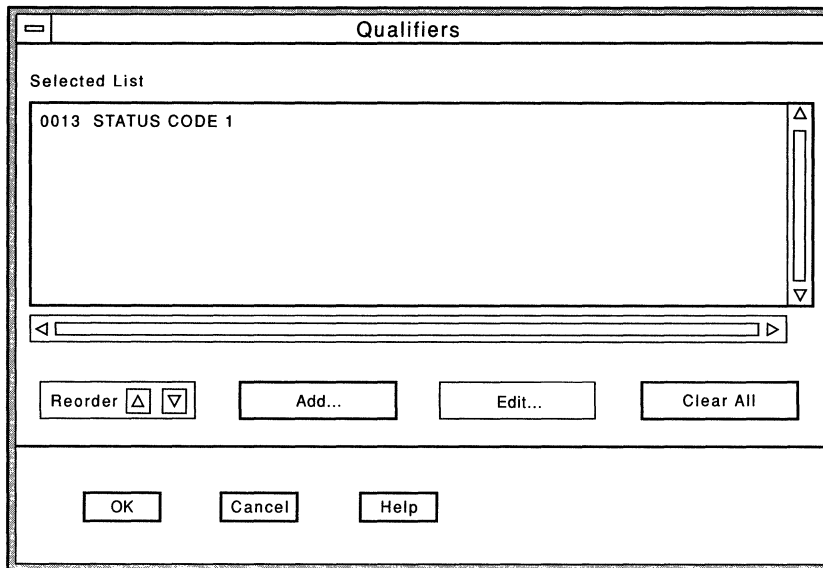 Qualifiers
Selected List
0013 STATUS CODE 1
Reorder
Add...
Edit...
Clear All
OK
Cancel
Help